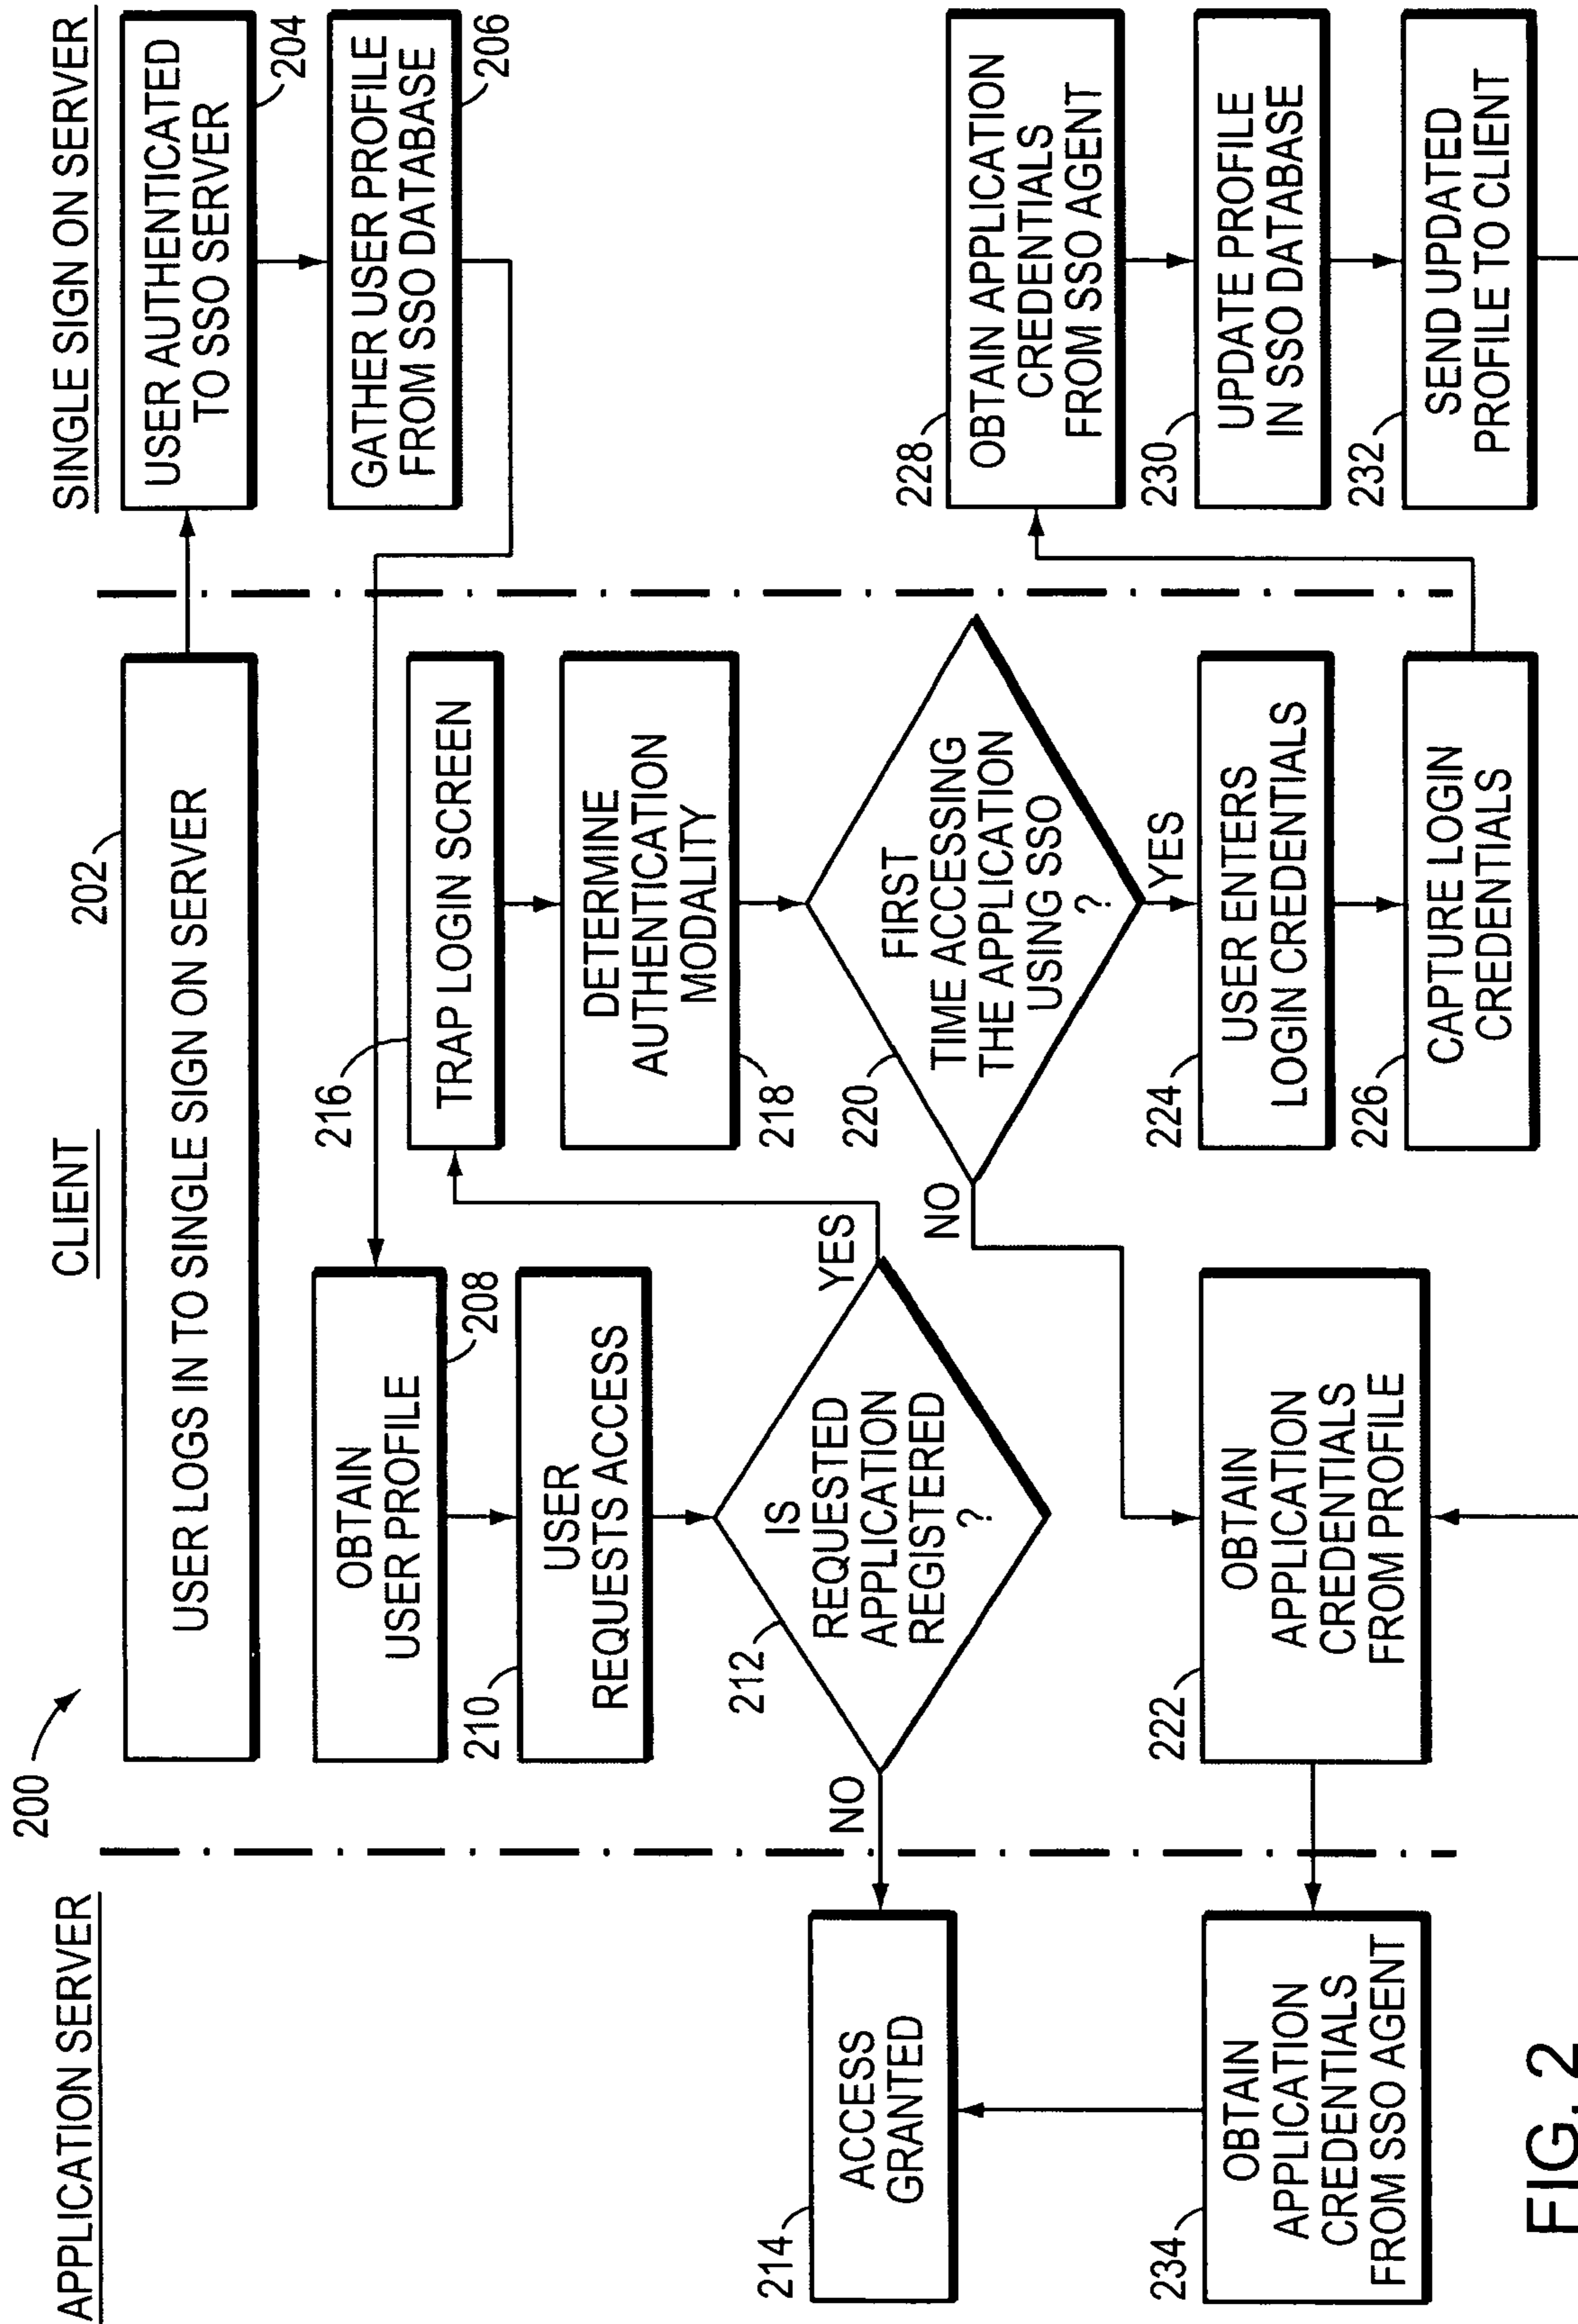 APPLICATION SERVER
CLIENT
SINGLE SIGN ON SERVER
200
202
USER LOGS IN TO SINGLE SIGN ON SERVER
USER AUTHENTICATED
TO SSO SERVER
204
GATHER USER PROFILE
FROM SSO DATABASE
206
OBTAIN
USER PROFILE
208
210
USER
REQUESTS ACCESS
212
IS
REQUESTED
APPLICATION
REGISTERED
?
NO
YES
214
ACCESS
GRANTED
216
TRAP LOGIN SCREEN
DETERMINE
AUTHENTICATION
MODALITY
218
220
FIRST
TIME ACCESSING
THE APPLICATION
USING SSO
?
NO
YES
222
OBTAIN
APPLICATION
CREDENTIALS
FROM PROFILE
224
USER ENTERS
LOGIN CREDENTIALS
226
CAPTURE LOGIN
CREDENTIALS
228
OBTAIN APPLICATION
CREDENTIALS
FROM SSO AGENT
230
UPDATE PROFILE
IN SSO DATABASE
232
SEND UPDATED
PROFILE TO CLIENT
234
OBTAIN
APPLICATION
CREDENTIALS
FROM SSO AGENT
FIG. 2